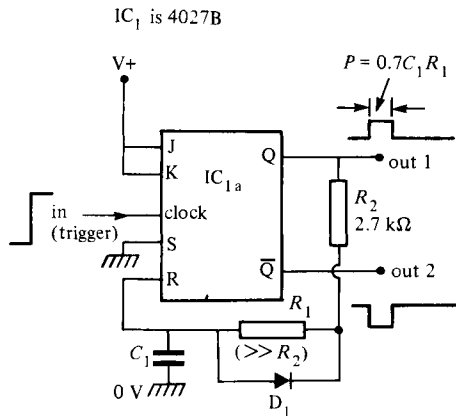 IC1 is 4027B
V+
P = 0.7C1R1
J
K
Q
out 1
IC1a
R2
2.7 kΩ
in
(trigger)
clock
S
Q̅
out 2
R
R1
(>> R2)
C1
0 V
D1